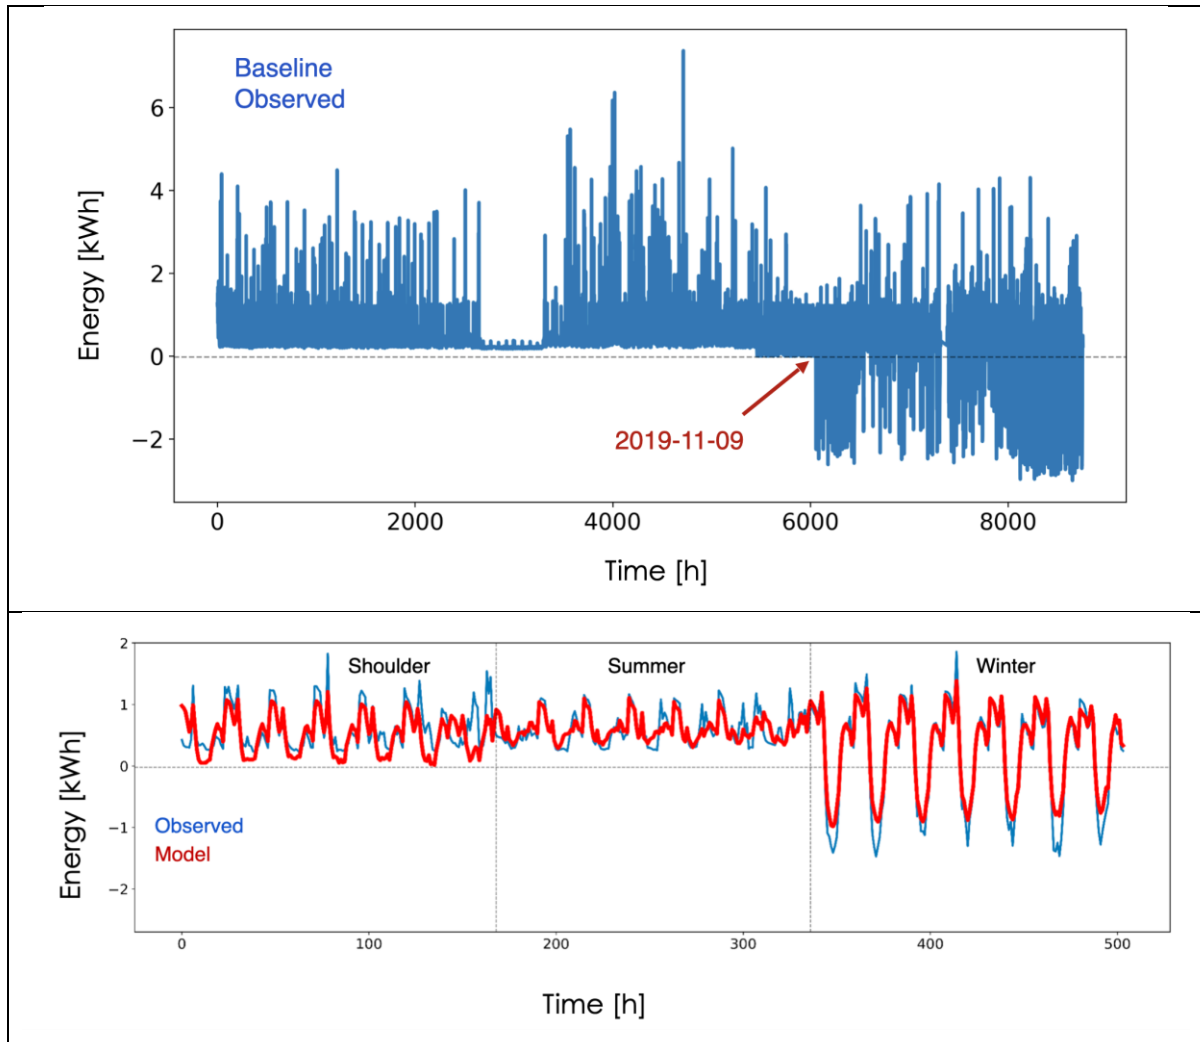 Baseline
Observed
6
4
2
0
−2
Energy [kWh]
2019-11-09
0 2000 4000 6000 8000
Time [h]
2
1
0
−1
−2
Energy [kWh]
Shoulder Summer Winter
Observed
Model
0 100 200 300 400 500
Time [h]